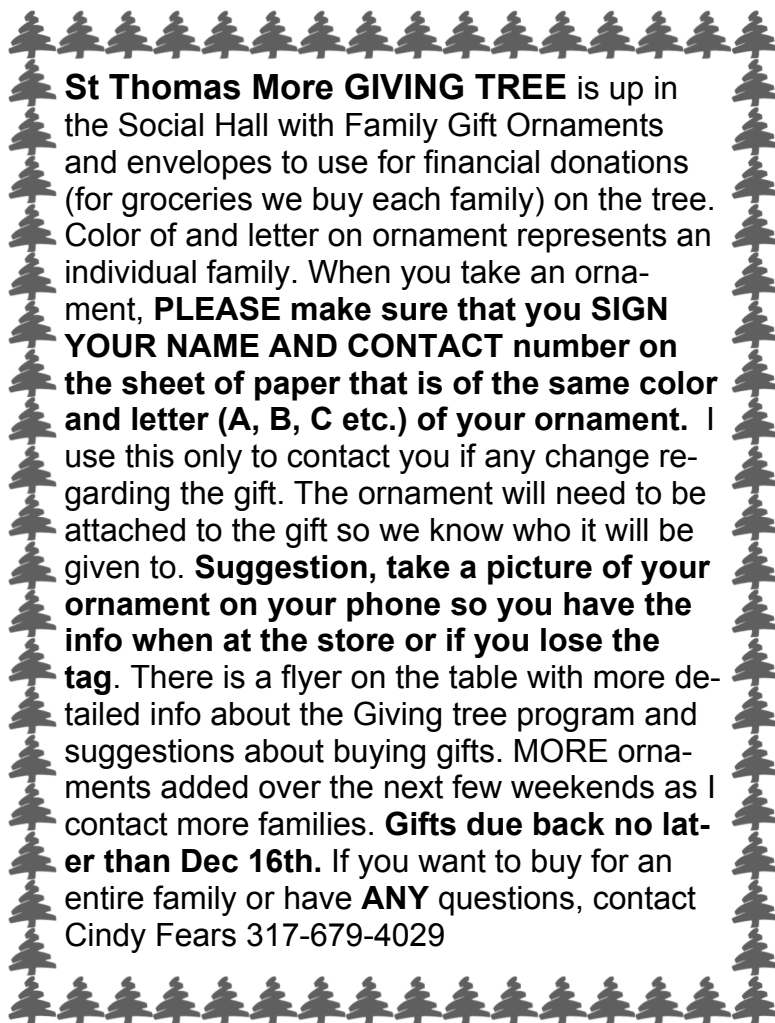 St Thomas More GIVING TREE is up in
the Social Hall with Family Gift Ornaments
and envelopes to use for financial donations
(for groceries we buy each family) on the tree.
Color of and letter on ornament represents an
individual family. When you take an orna-
ment, PLEASE make sure that you SIGN
YOUR NAME AND CONTACT number on
the sheet of paper that is of the same color
and letter (A, B, C etc.) of your ornament.  I
use this only to contact you if any change re-
garding the gift. The ornament will need to be
attached to the gift so we know who it will be
given to. Suggestion, take a picture of your
ornament on your phone so you have the
info when at the store or if you lose the
tag. There is a flyer on the table with more de-
tailed info about the Giving tree program and
suggestions about buying gifts. MORE orna-
ments added over the next few weekends as I
contact more families. Gifts due back no lat-
er than Dec 16th. If you want to buy for an
entire family or have ANY questions, contact
Cindy Fears 317-679-4029